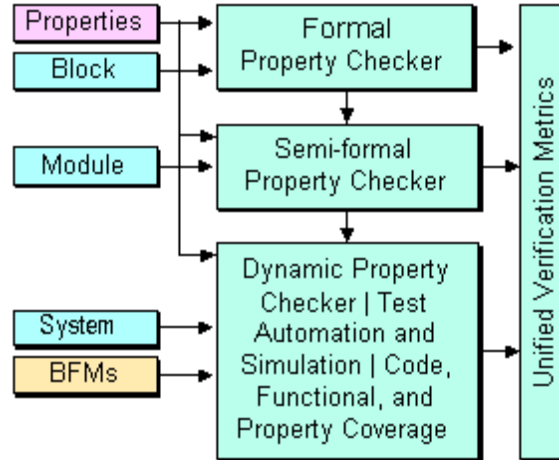 Properties
Block
Module
System
BFMs
Formal
Property Checker
Semi-formal
Property Checker
Dynamic Property
Checker | Test
Automation and
Simulation | Code,
Functional, and
Property Coverage
Unified Verification Metrics